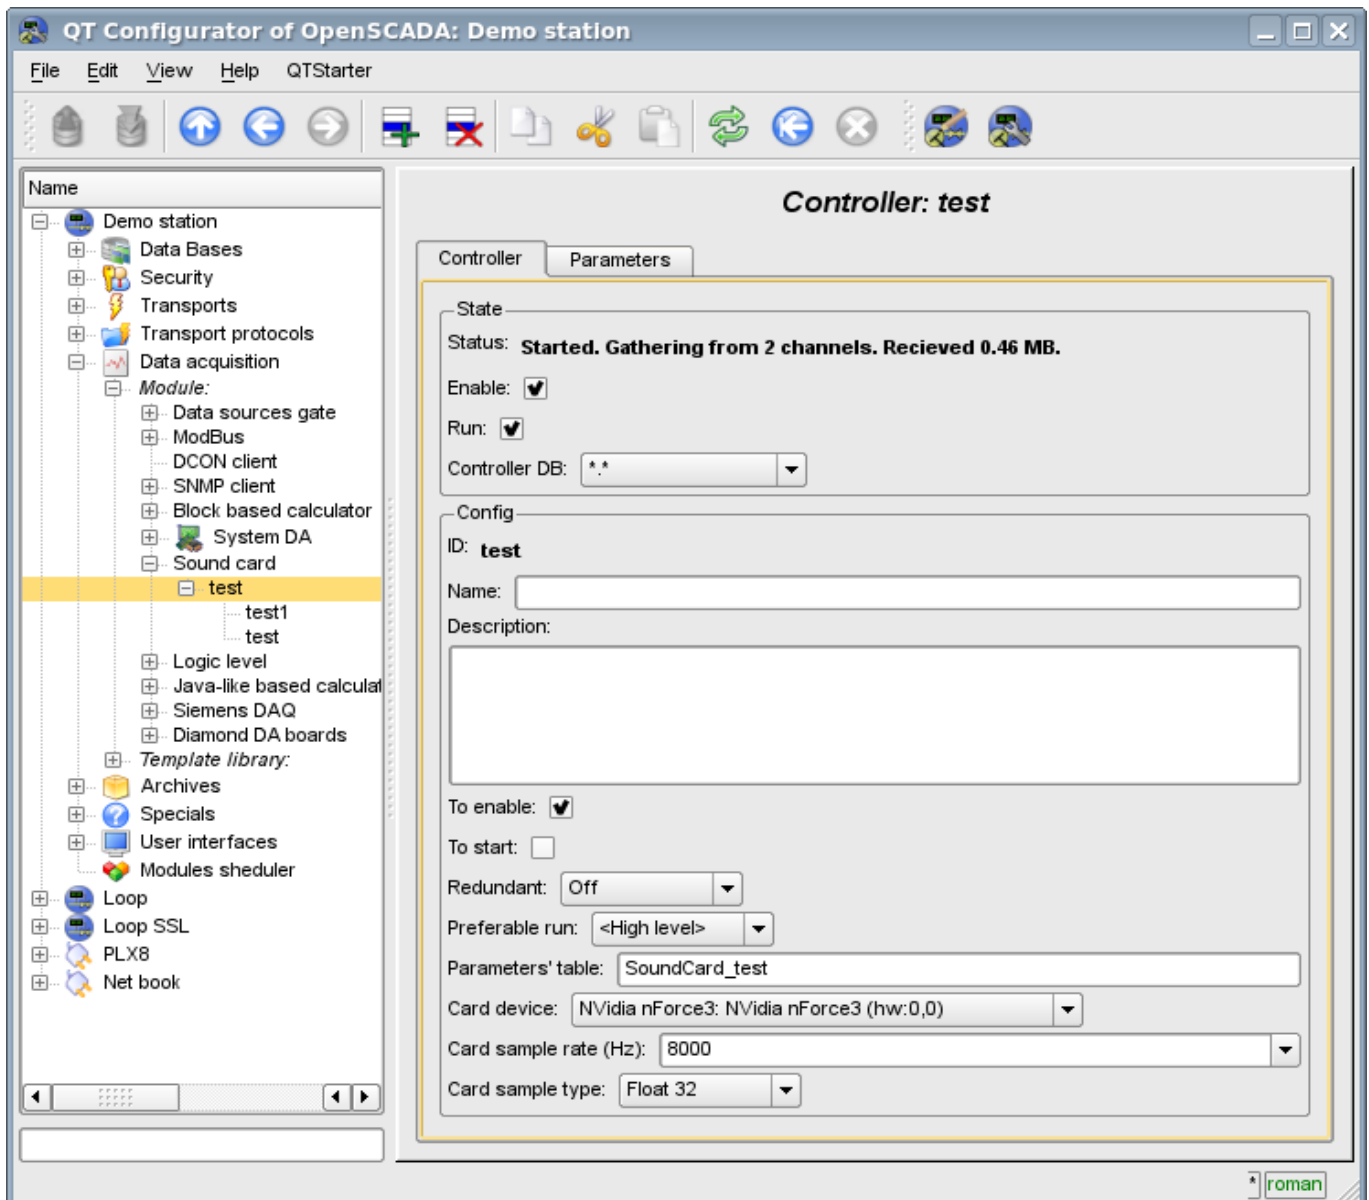 QT Configurator of OpenSCADA: Demo station
File Edit View Help QTStarter
Name
Demo station
Data Bases
Security
Transports
Transport protocols
Data acquisition
Module:
Data sources gate
ModBus
DCON client
SNMP client
Block based calculator
System DA
Sound card
test
test1
test
Logic level
Java-like based calculat
Siemens DAQ
Diamond DA boards
Template library:
Archives
Specials
User interfaces
Modules sheduler
Loop
Loop SSL
PLX8
Net book
Controller: test
Controller Parameters
State
Status: Started. Gathering from 2 channels. Recieved 0.46 MB.
Enable:
Run:
Controller DB: *.*
Config
ID: test
Name:
Description:
To enable:
To start:
Redundant: Off
Preferable run: <High level>
Parameters' table: SoundCard_test
Card device: NVidia nForce3: NVidia nForce3 (hw:0,0)
Card sample rate (Hz): 8000
Card sample type: Float 32
* roman